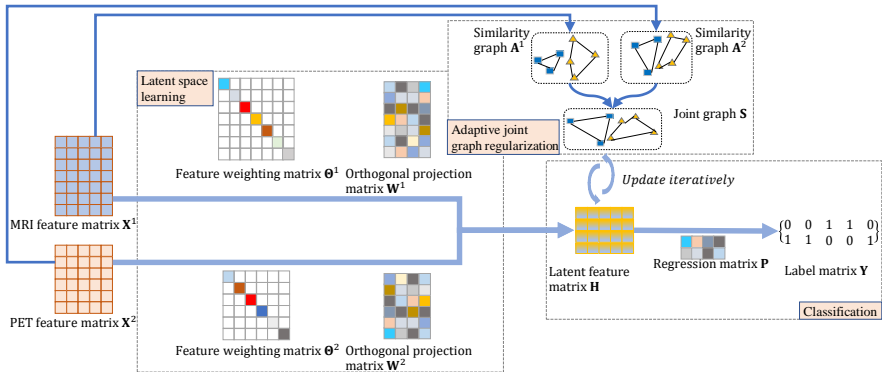 Similarity
graph A¹
Similarity
graph A²
Latent space
learning
Joint graph S
Adaptive joint
graph regularization
Feature weighting matrix Θ¹
Orthogonal projection
matrix W¹
Update iteratively
MRI feature matrix X¹
{0 0 1 1 0
1 1 0 0 1}
Latent feature
matrix H
Regression matrix P
Label matrix Y
PET feature matrix X²
Classification
Feature weighting matrix Θ²
Orthogonal projection
matrix W²